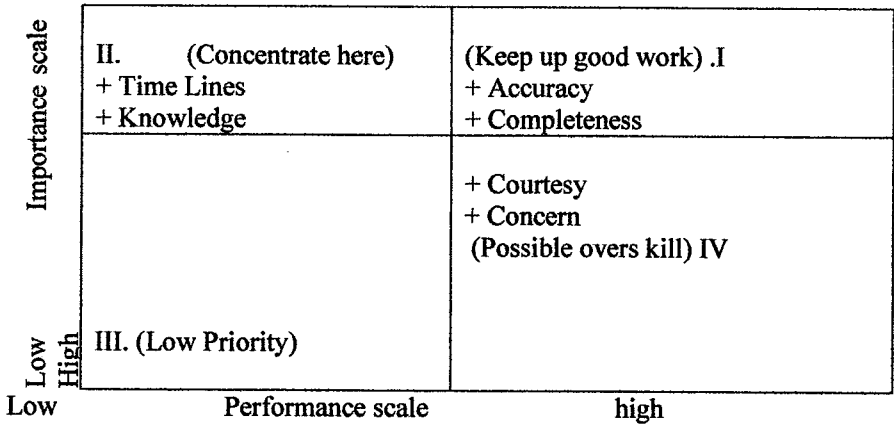 Importance scale
II. (Concentrate here)
+ Time Lines
+ Knowledge
(Keep up good work) .I
+ Accuracy
+ Completeness
+ Courtesy
+ Concern
(Possible overs kill) IV
III. (Low Priority)
Low
High
Low Performance scale high